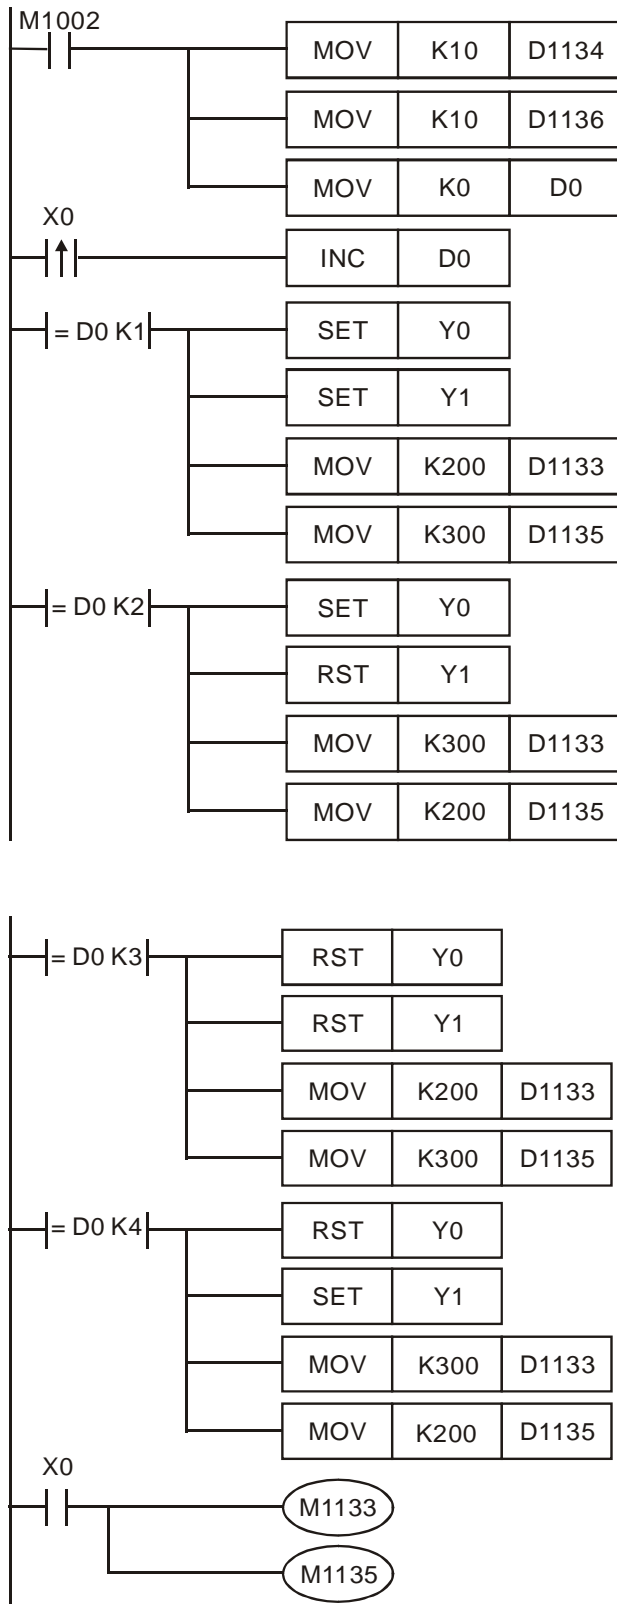 M1002
MOV K10 D1134
MOV K10 D1136
MOV K0 D0
X0
INC D0
= D0 K1
SET Y0
SET Y1
MOV K200 D1133
MOV K300 D1135
= D0 K2
SET Y0
RST Y1
MOV K300 D1133
MOV K200 D1135
= D0 K3
RST Y0
RST Y1
MOV K200 D1133
MOV K300 D1135
= D0 K4
RST Y0
SET Y1
MOV K300 D1133
MOV K200 D1135
X0
M1133
M1135